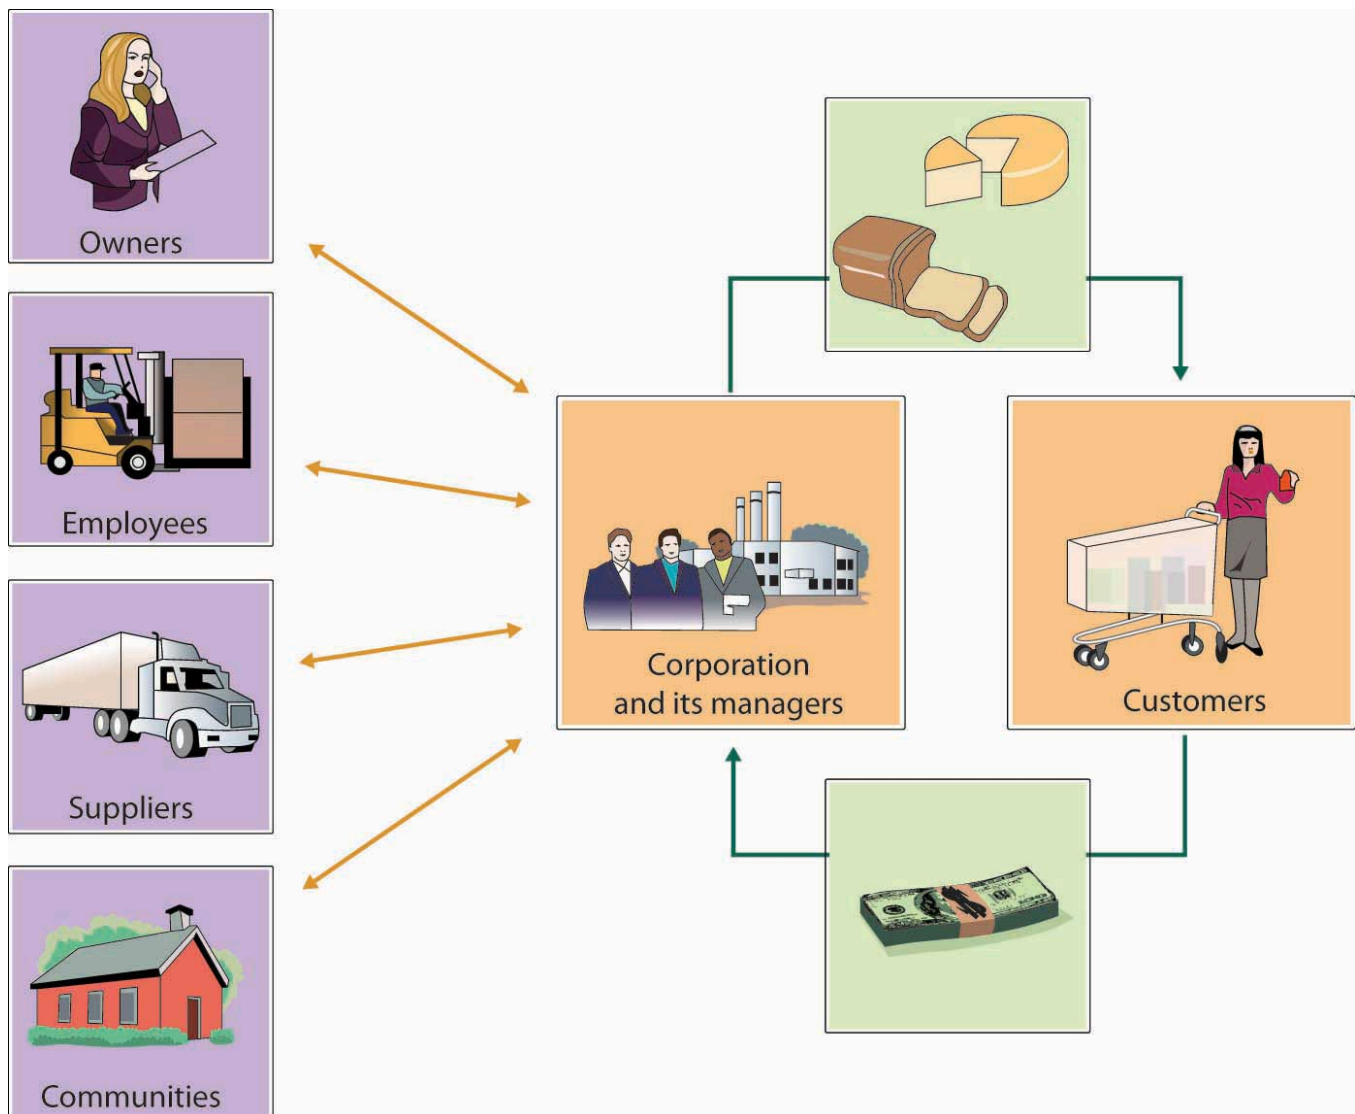 Owners
Employees
Suppliers
Communities
Corporation
and its managers
Customers